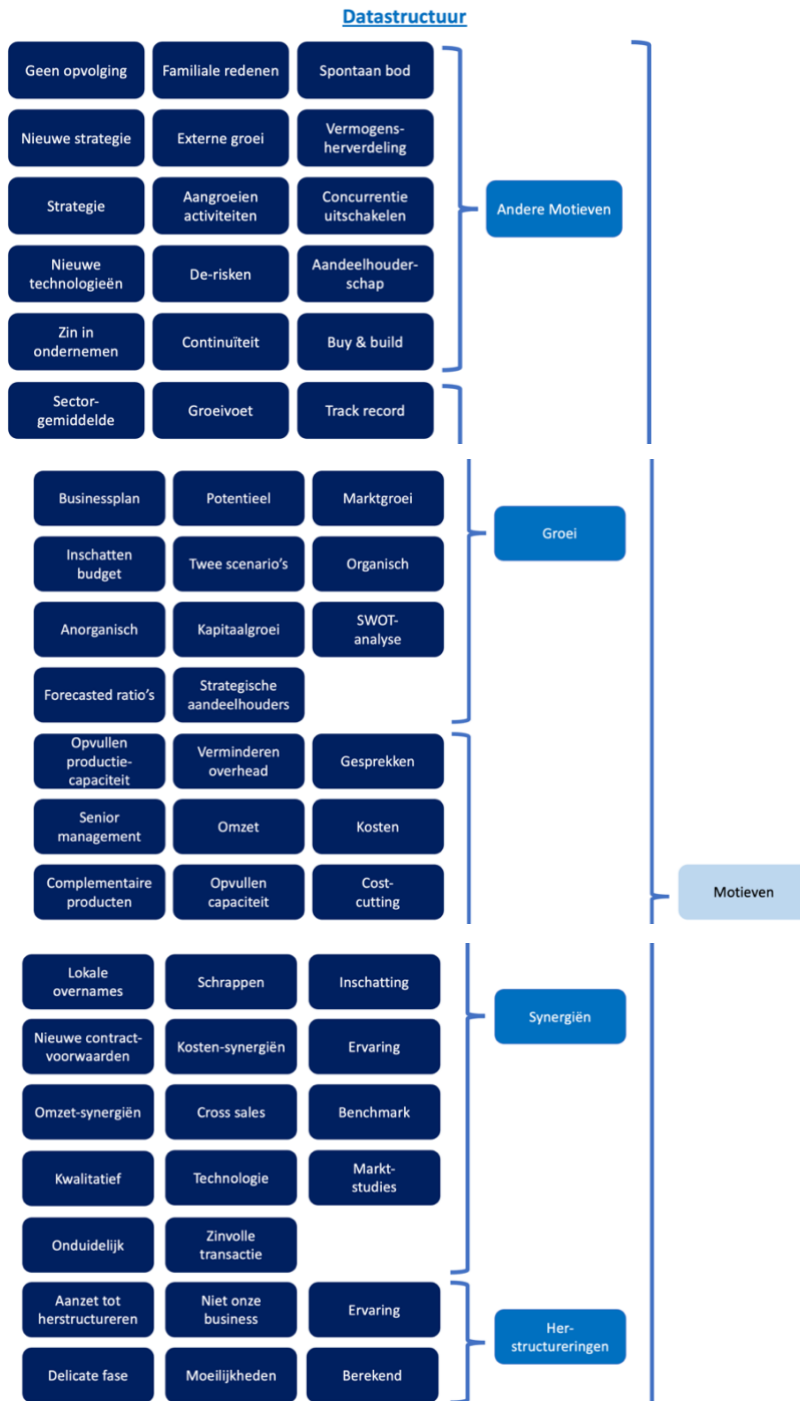 Datastructuur
Geen opvolging
Familiale redenen
Spontaan bod
Nieuwe strategie
Externe groei
Vermogens-
herverdeling
Strategie
Aangroeien
activiteiten
Concurrentie
uitschakelen
Andere Motieven
Nieuwe
technologieën
De-risken
Aandeelhouder-
schap
Zin in
ondernemen
Continuïteit
Buy & build
Sector-
gemiddelde
Groeivoet
Track record
Businessplan
Potentieel
Marktgroei
Groei
Inschatten
budget
Twee scenario's
Organisch
Anorganisch
Kapitaalgroei
SWOT-
analyse
Forecasted ratio's
Strategische
aandeelhouders
Opvullen
productie-
capaciteit
Verminderen
overhead
Gesprekken
Senior
management
Omzet
Kosten
Complementaire
producten
Opvullen
capaciteit
Cost-
cutting
Motieven
Lokale
overnames
Schrappen
Inschatting
Synergiën
Nieuwe contract-
voorwaarden
Kosten-synergiën
Ervaring
Omzet-synergiën
Cross sales
Benchmark
Kwalitatief
Technologie
Markt-
studies
Onduidelijk
Zinvolle
transactie
Aanzet tot
herstructureren
Niet onze
business
Ervaring
Her-
structureringen
Delicate fase
Moeilijkheden
Berekend